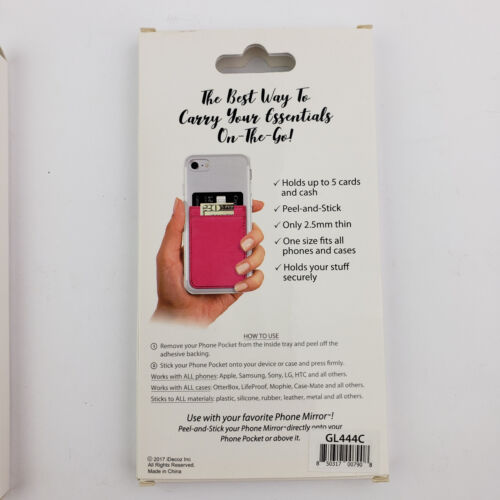 The Best Way To
Carry Your Essentials
On-The-Go!
✓ Holds up to 5 cards
and cash
✓ Peel-and-Stick
✓ Only 2.5mm thin
✓ One size fits all
phones and cases
✓ Holds your stuff
securely
HOW TO USE
1 Remove your Phone Pocket from the inside tray and peel off the
adhesive backing.
2 Stick your Phone Pocket onto your device or case and press firmly.
Works with ALL phones: Apple, Samsung, Sony, LG, HTC and all others.
Works with ALL cases: OtterBox, LifeProof, Mophie, Case-Mate and all others.
Sticks to ALL materials: plastic, silicone, rubber, leather, metal and all others.
Use with your favorite Phone Mirror™!
Peel-and-Stick your Phone Mirror™ directly onto your
Phone Pocket or above it.
© 2017 iDecoz Inc
All Rights Reserved.
Made in China
GL444C
8 50317 00790 8